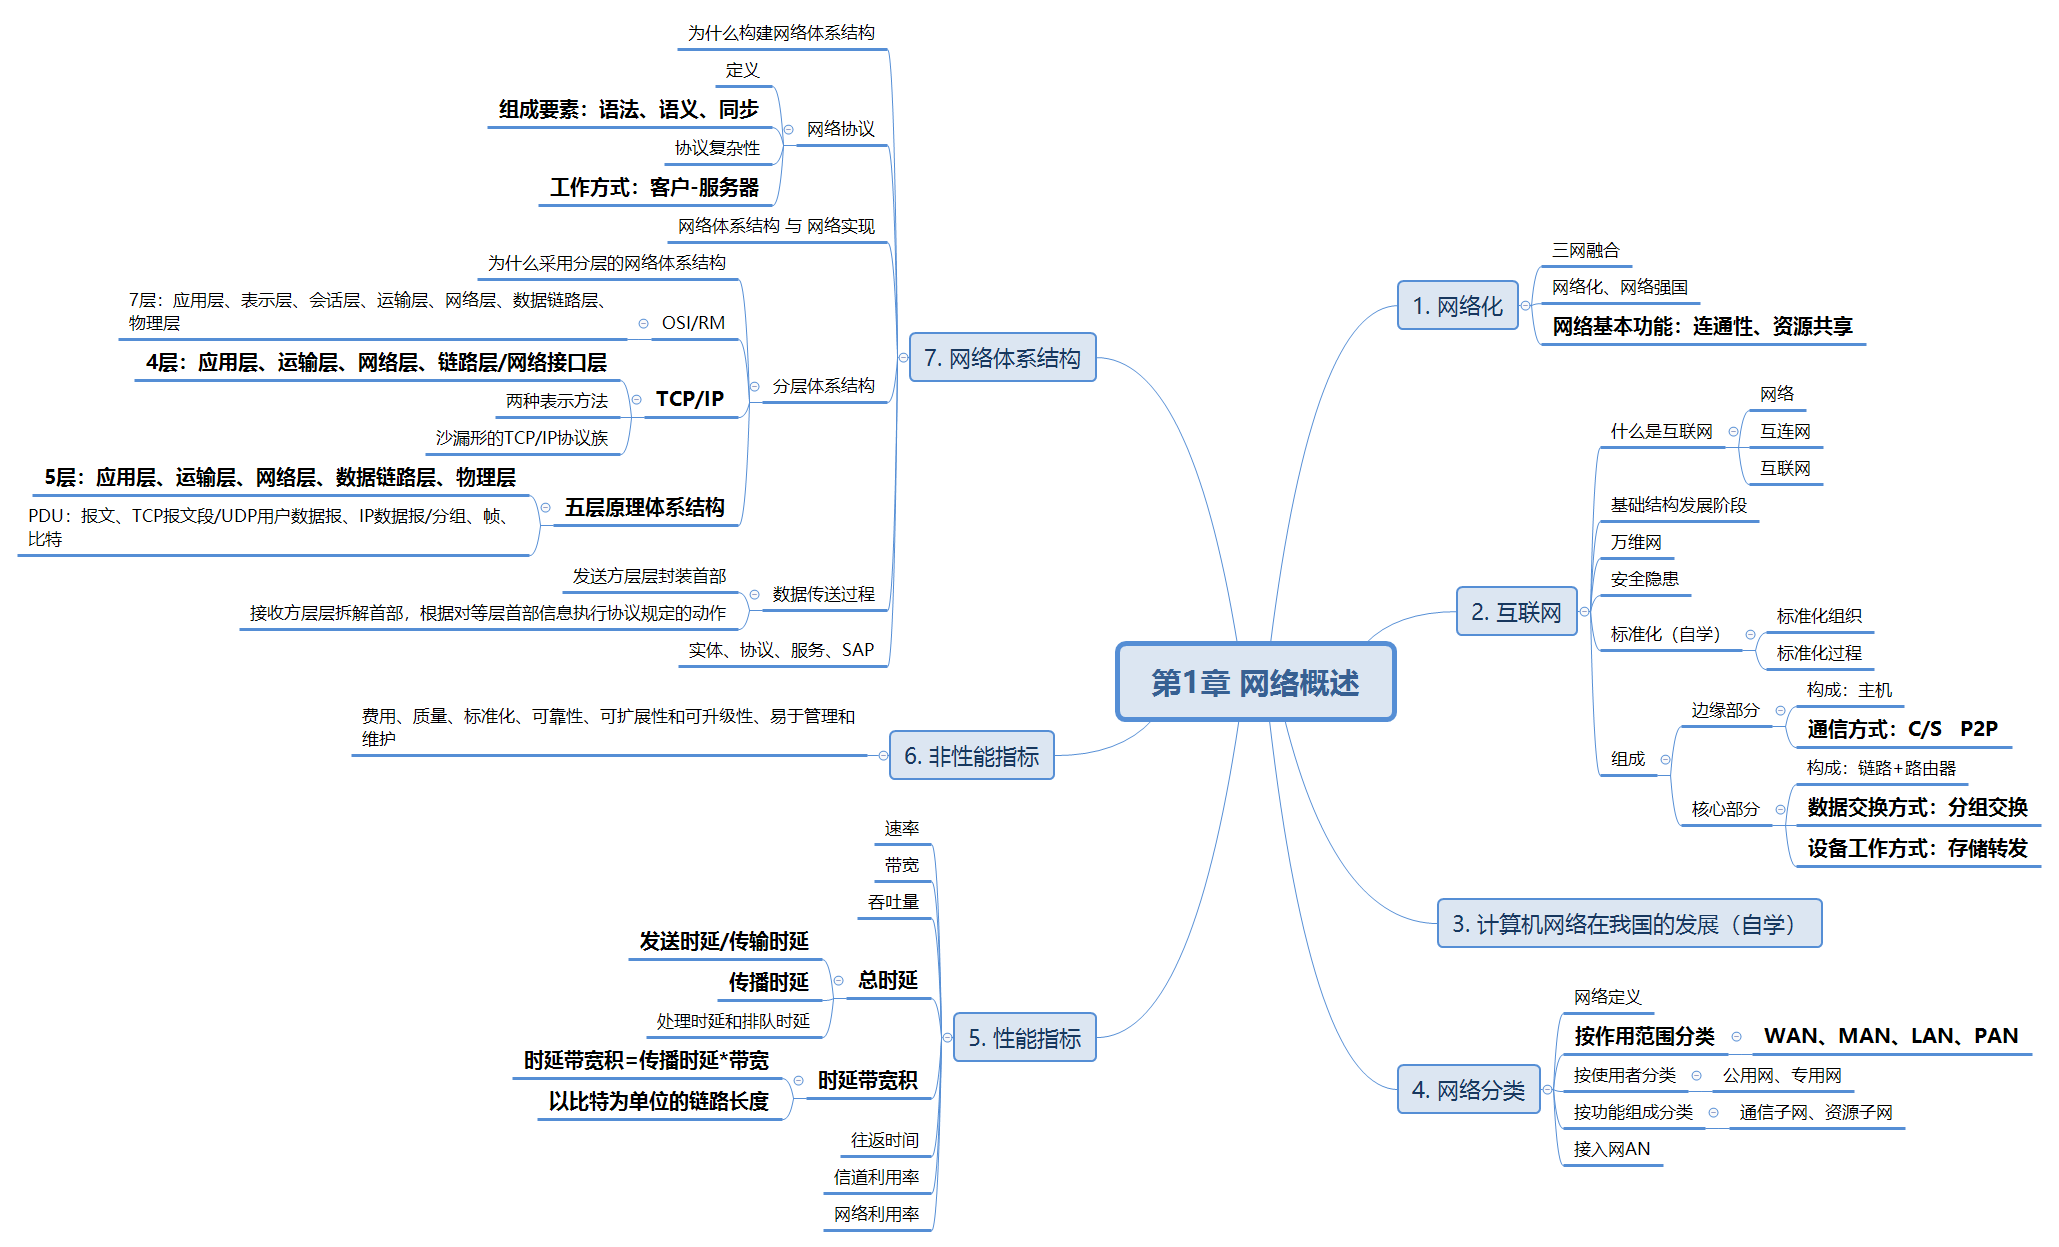 第1章 网络概述
1. 网络化
三网融合
网络化、网络强国
网络基本功能：连通性、资源共享
2. 互联网
什么是互联网
网络
互连网
互联网
基础结构发展阶段
万维网
安全隐患
标准化（自学）
标准化组织
标准化过程
组成
边缘部分
构成：主机
通信方式：C/S P2P
核心部分
构成：链路+路由器
数据交换方式：分组交换
设备工作方式：存储转发
3. 计算机网络在我国的发展（自学）
4. 网络分类
网络定义
按作用范围分类
WAN、MAN、LAN、PAN
按使用者分类
公用网、专用网
按功能组成分类
通信子网、资源子网
接入网AN
5. 性能指标
速率
带宽
吞吐量
总时延
发送时延/传输时延
传播时延
处理时延和排队时延
时延带宽积
时延带宽积=传播时延*带宽
以比特为单位的链路长度
往返时间
信道利用率
网络利用率
6. 非性能指标
费用、质量、标准化、可靠性、可扩展性和可升级性、易于管理和
维护
7. 网络体系结构
为什么构建网络体系结构
网络协议
定义
组成要素：语法、语义、同步
协议复杂性
工作方式：客户-服务器
网络体系结构 与 网络实现
分层体系结构
为什么采用分层的网络体系结构
OSI/RM
7层：应用层、表示层、会话层、运输层、网络层、数据链路层、
物理层
TCP/IP
4层：应用层、运输层、网络层、链路层/网络接口层
两种表示方法
沙漏形的TCP/IP协议族
五层原理体系结构
5层：应用层、运输层、网络层、数据链路层、物理层
PDU：报文、TCP报文段/UDP用户数据报、IP数据报/分组、帧、
比特
数据传送过程
发送方层层封装首部
接收方层层拆解首部，根据对等层首部信息执行协议规定的动作
实体、协议、服务、SAP